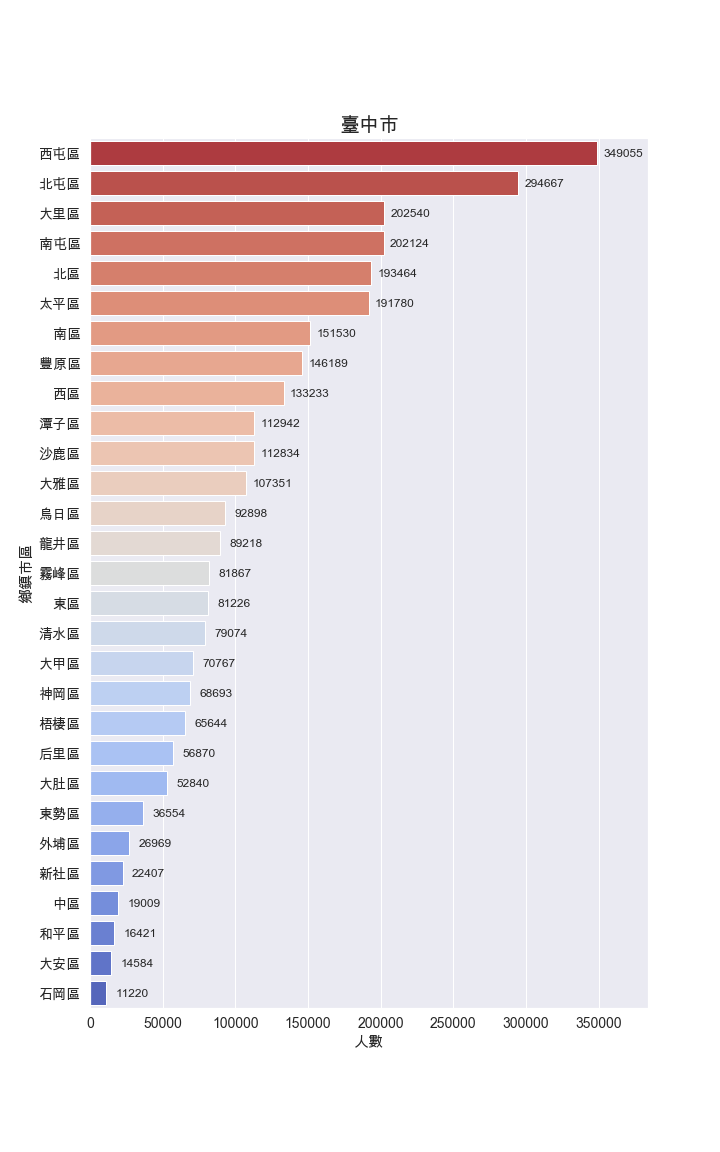 臺中市
鄉鎮市區
西屯區 349055
北屯區 294667
大里區 202540
南屯區 202124
北區 193464
太平區 191780
南區 151530
豐原區 146189
西區 133233
潭子區 112942
沙鹿區 112834
大雅區 107351
烏日區 92898
龍井區 89218
霧峰區 81867
東區 81226
清水區 79074
大甲區 70767
神岡區 68693
梧棲區 65644
后里區 56870
大肚區 52840
東勢區 36554
外埔區 26969
新社區 22407
中區 19009
和平區 16421
大安區 14584
石岡區 11220
0 50000 100000 150000 200000 250000 300000 350000
人數